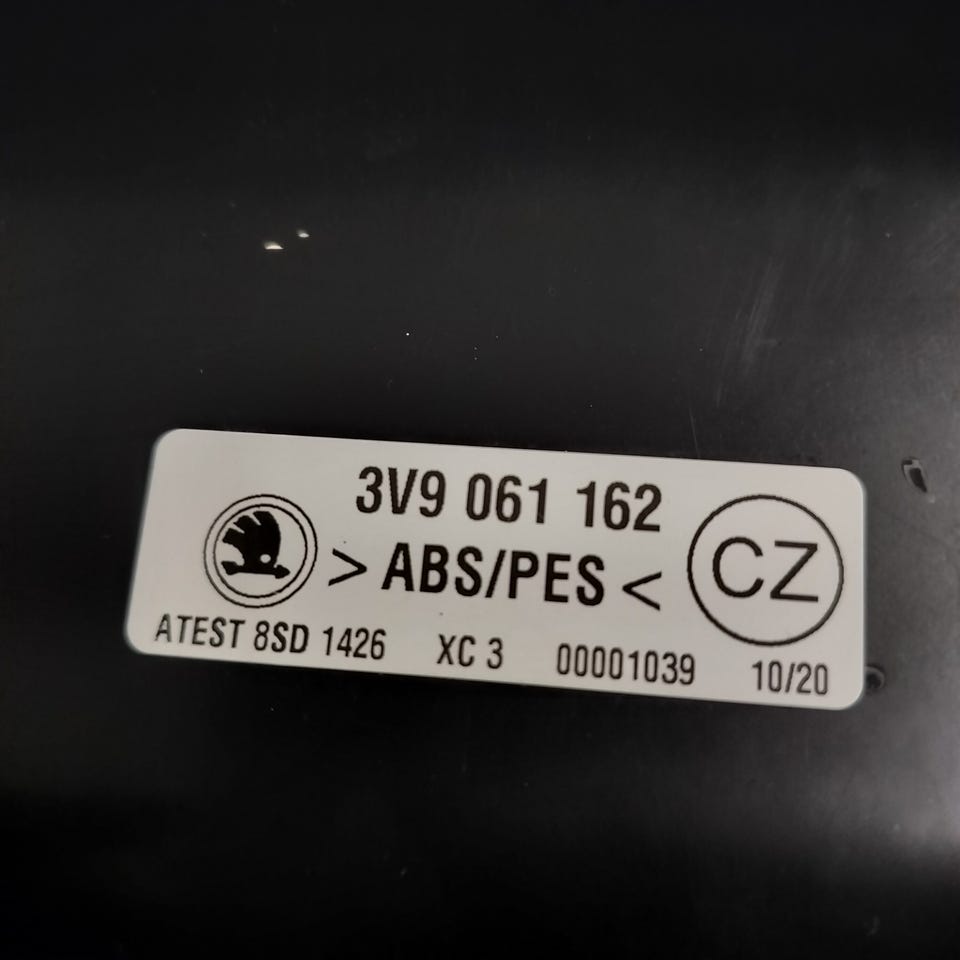 3V9 061 162
> ABS/PES <
CZ
ATEST 8SD 1426 XC 3 00001039 10/20